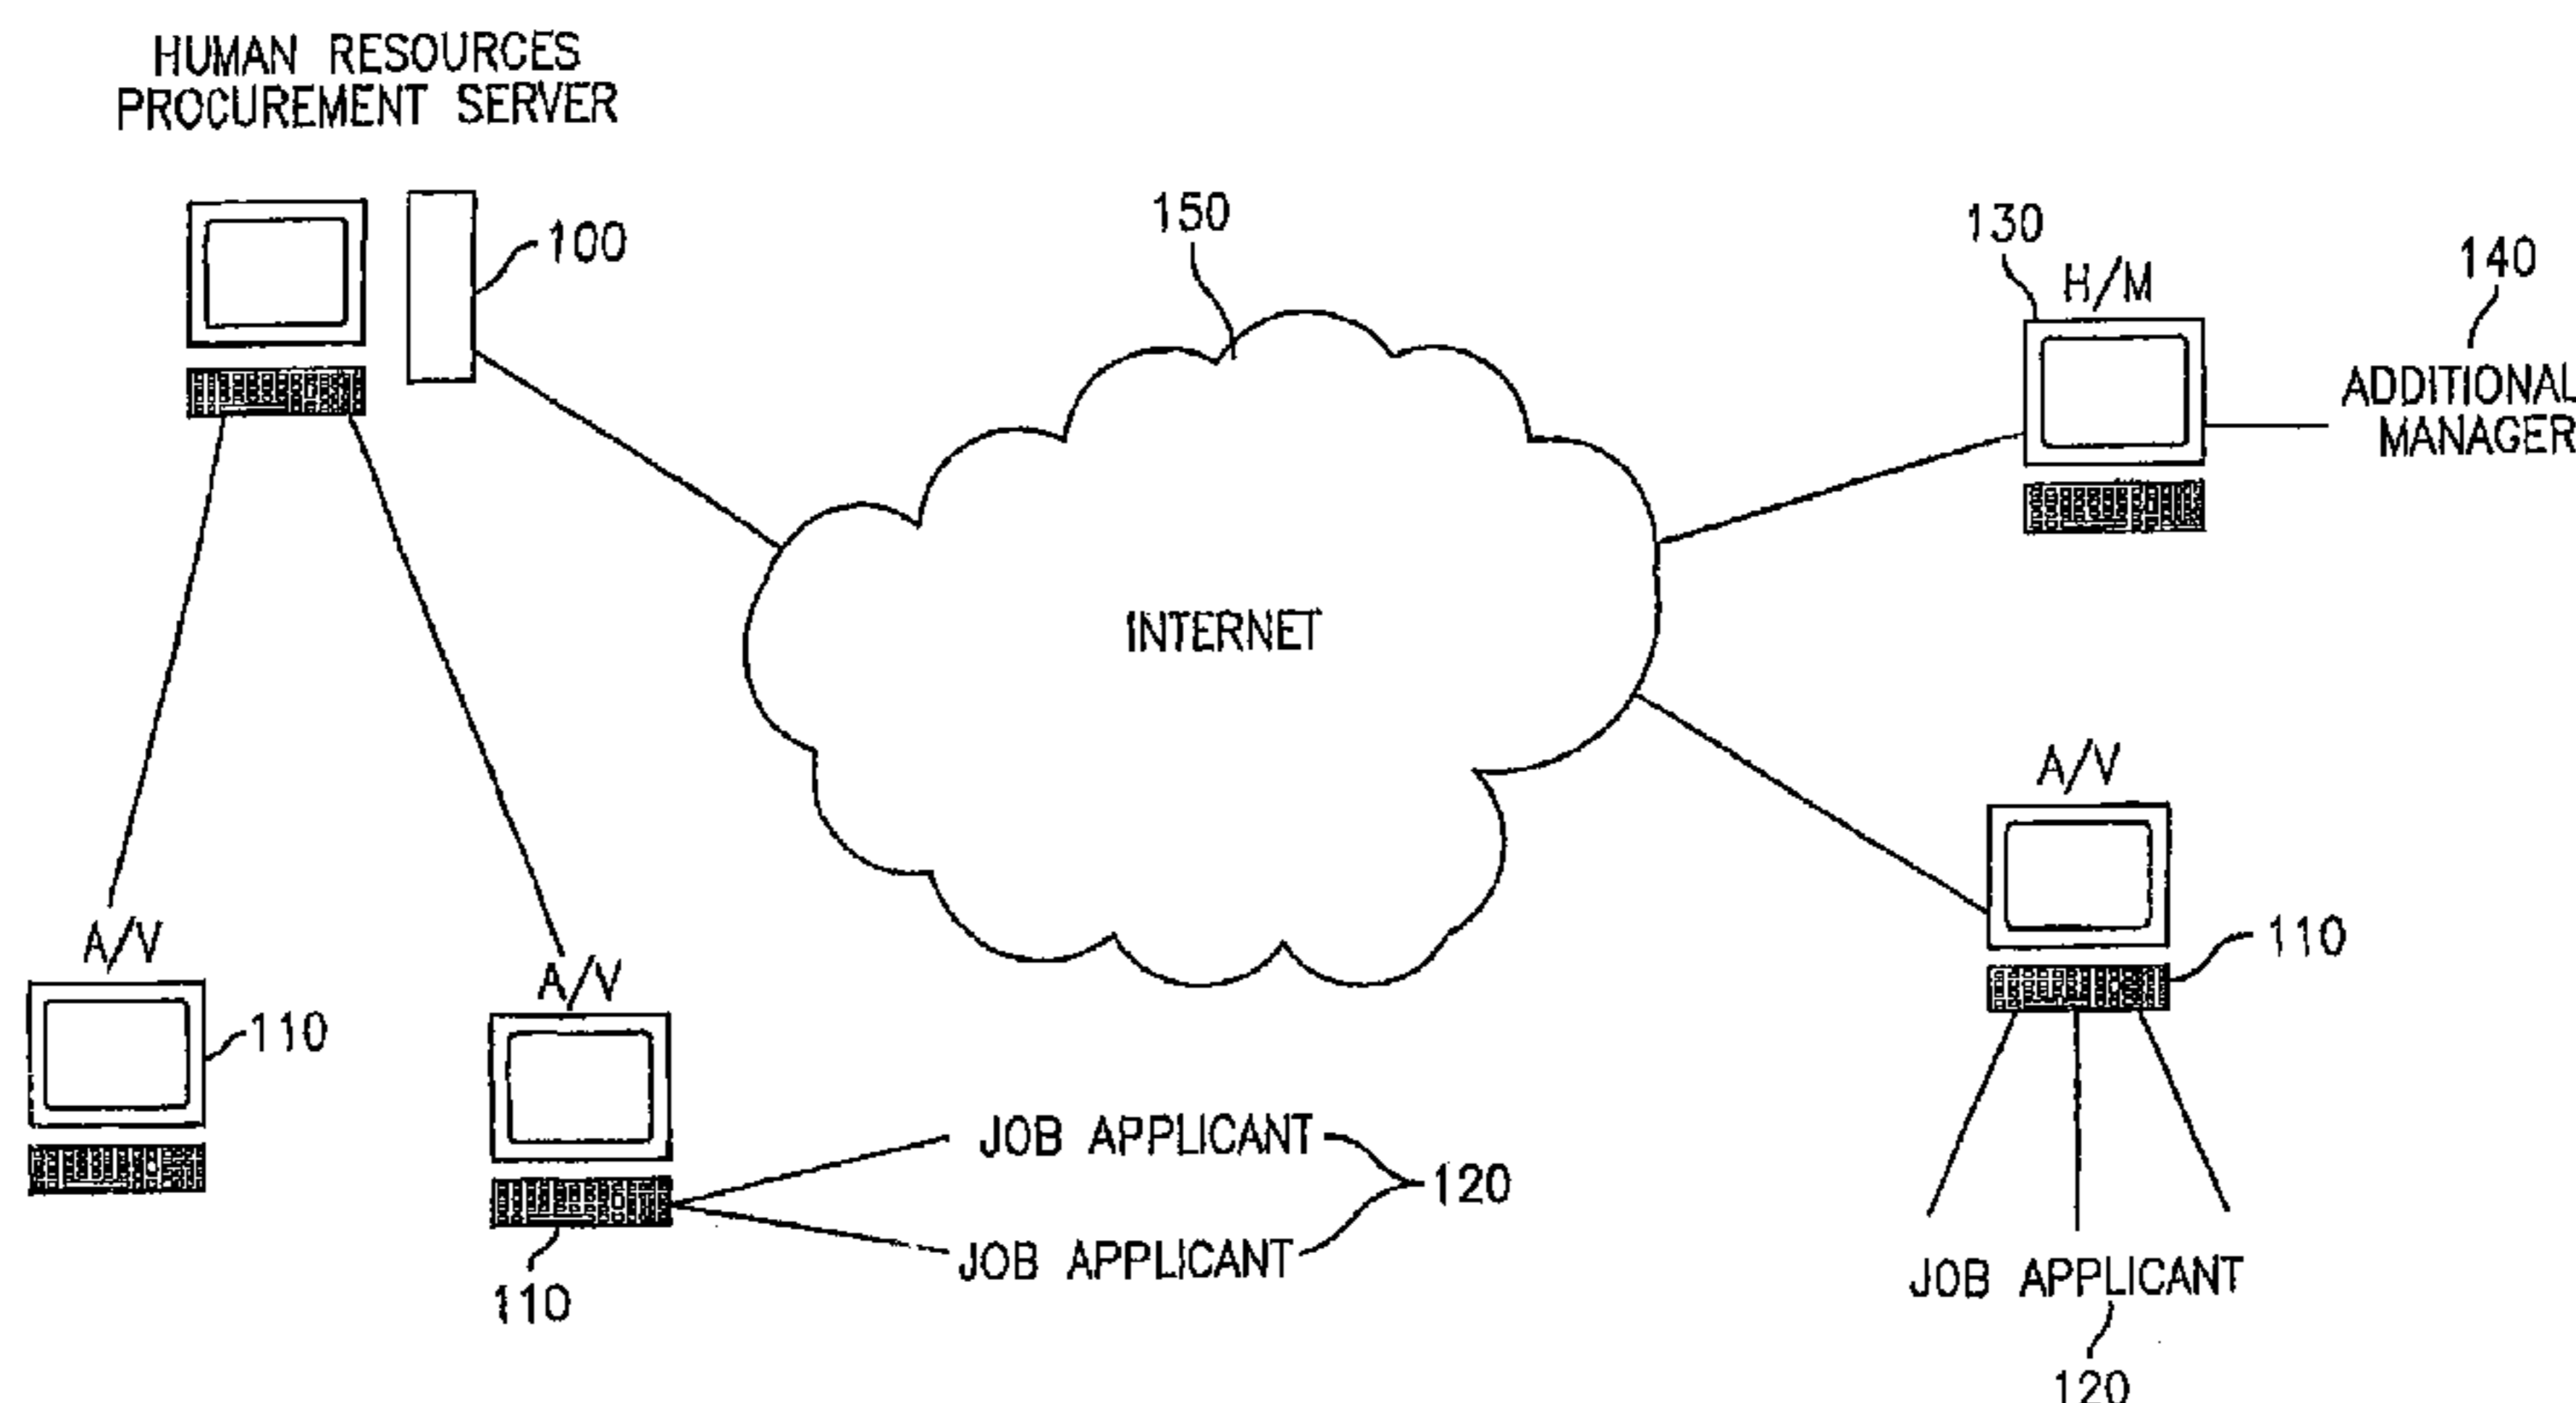 HUMAN RESOURCES
PROCUREMENT SERVER
100
150
130
H/M
140
ADDITIONAL
MANAGER
INTERNET
A/V
110
A/V
110
A/V
110
JOB APPLICANT
JOB APPLICANT
120
JOB APPLICANT
120